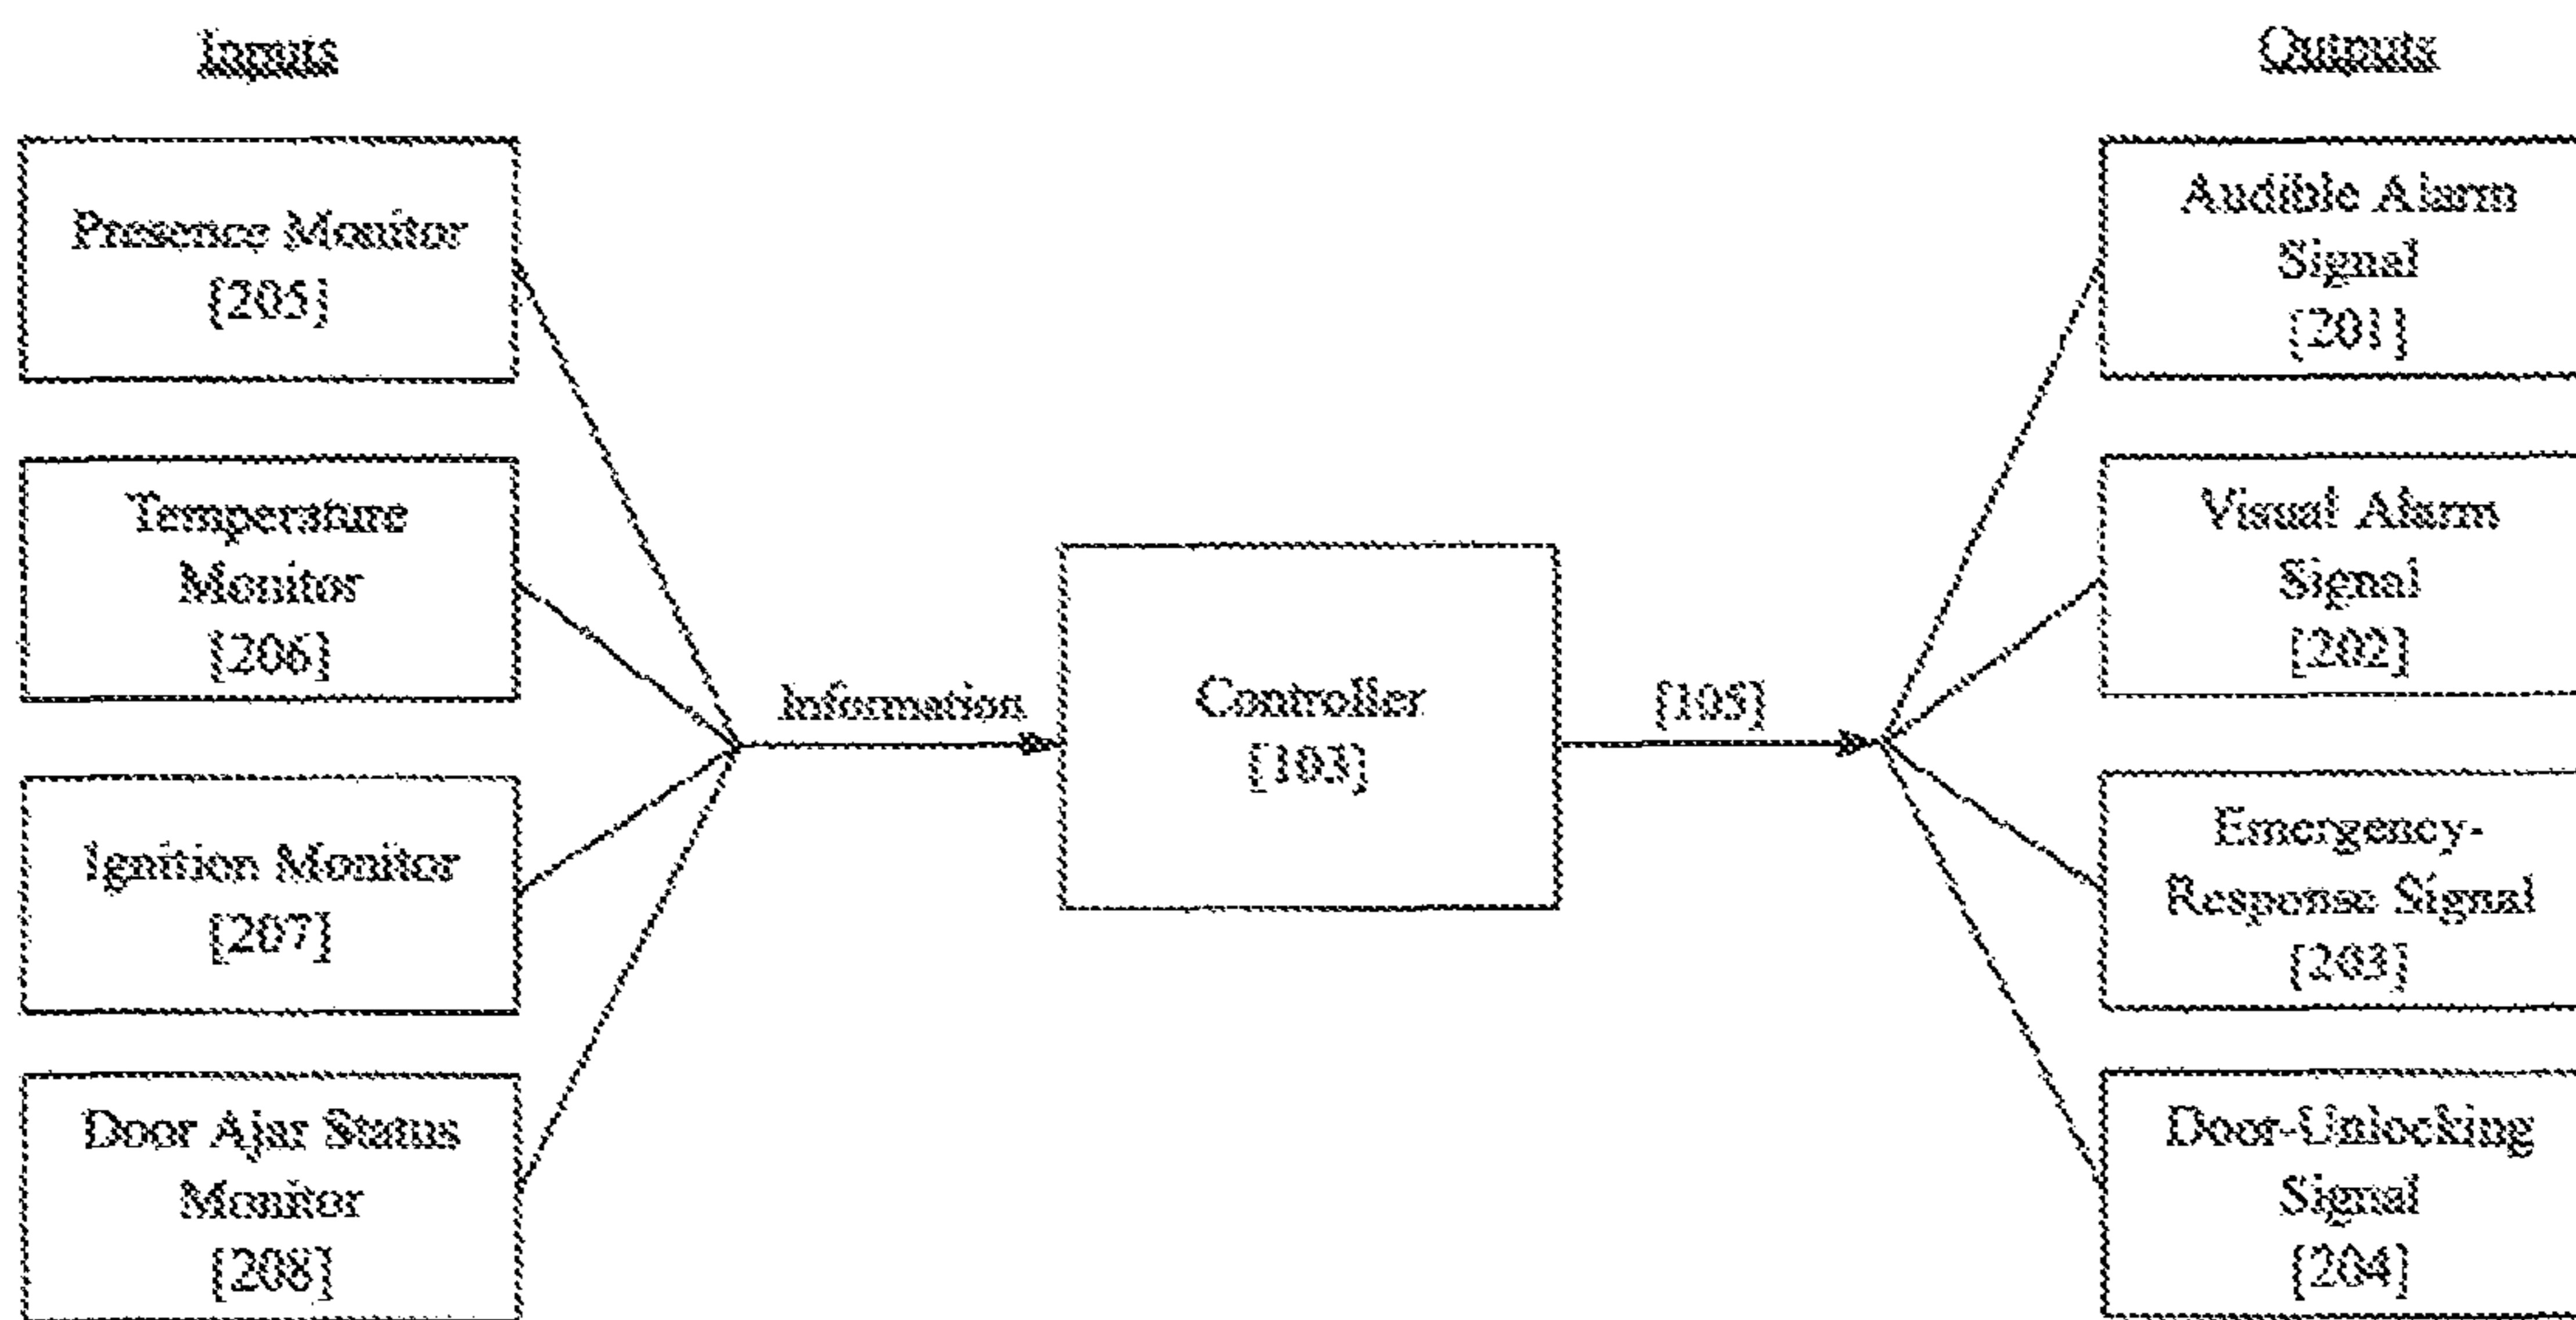 Inputs
Presence Monitor
[205]
Temperature
Monitor
[206]
Ignition Monitor
[207]
Door Ajar Status
Monitor
[208]
Information
Controller
[103]
[105]
Outputs
Audible Alarm
Signal
[201]
Visual Alarm
Signal
[202]
Emergency-
Response Signal
[203]
Door-Unlocking
Signal
[204]